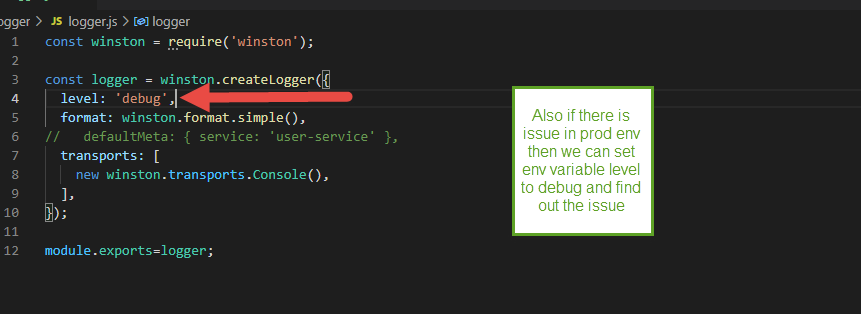 ogger > JS logger.js > logger
1 const winston = require('winston');
2
3 const logger = winston.createLogger({
4 level: 'debug',
5 format: winston.format.simple(),
6 // defaultMeta: { service: 'user-service' },
7 transports: [
8 new winston.transports.Console(),
9 ],
10 });
11
12 module.exports=logger;
Also if there is
issue in prod env
then we can set
env variable level
to debug and find
out the issue